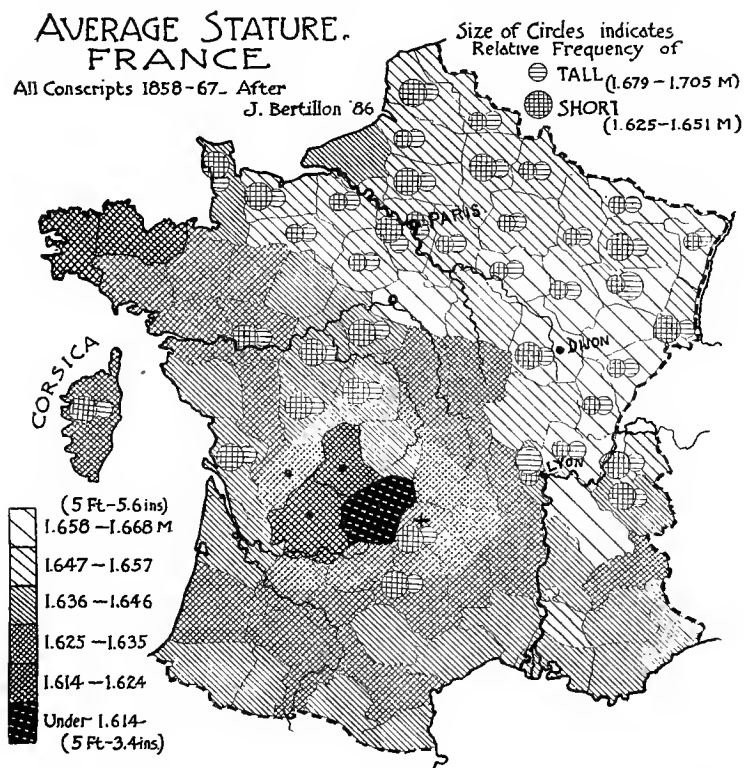 AVERAGE STATURE.
FRANCE
All Conscripts 1858-67_ After
J. Bertillon '86
Size of Circles indicates
Relative Frequency of
TALL (1.679-1.705 M)
SHORT
(1.625-1.651 M)
PARIS
DIJON
CORSICA
LYON
(5 Ft-5.6ins)
1.658-1.668 M
1.647-1.657
1.636-1.646
1.625-1.635
1.614-1.624
Under 1.614-
(5 Ft-3.4ins.)